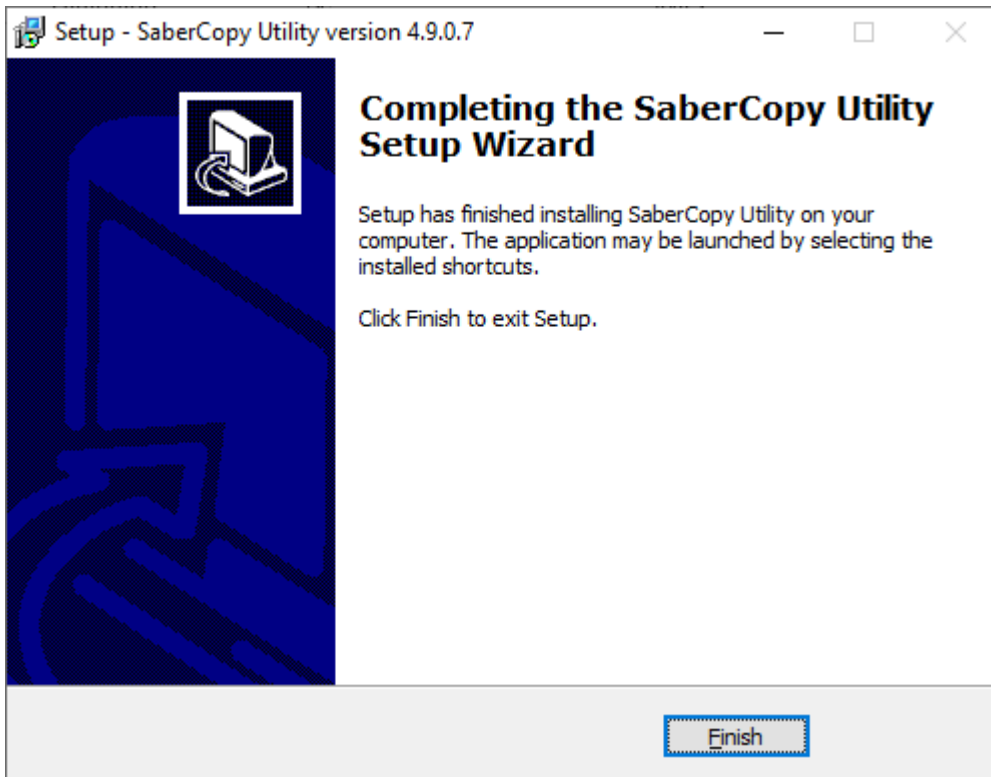 Setup - SaberCopy Utility version 4.9.0.7
Completing the SaberCopy Utility
Setup Wizard
Setup has finished installing SaberCopy Utility on your
computer. The application may be launched by selecting the
installed shortcuts.
Click Finish to exit Setup.
Finish